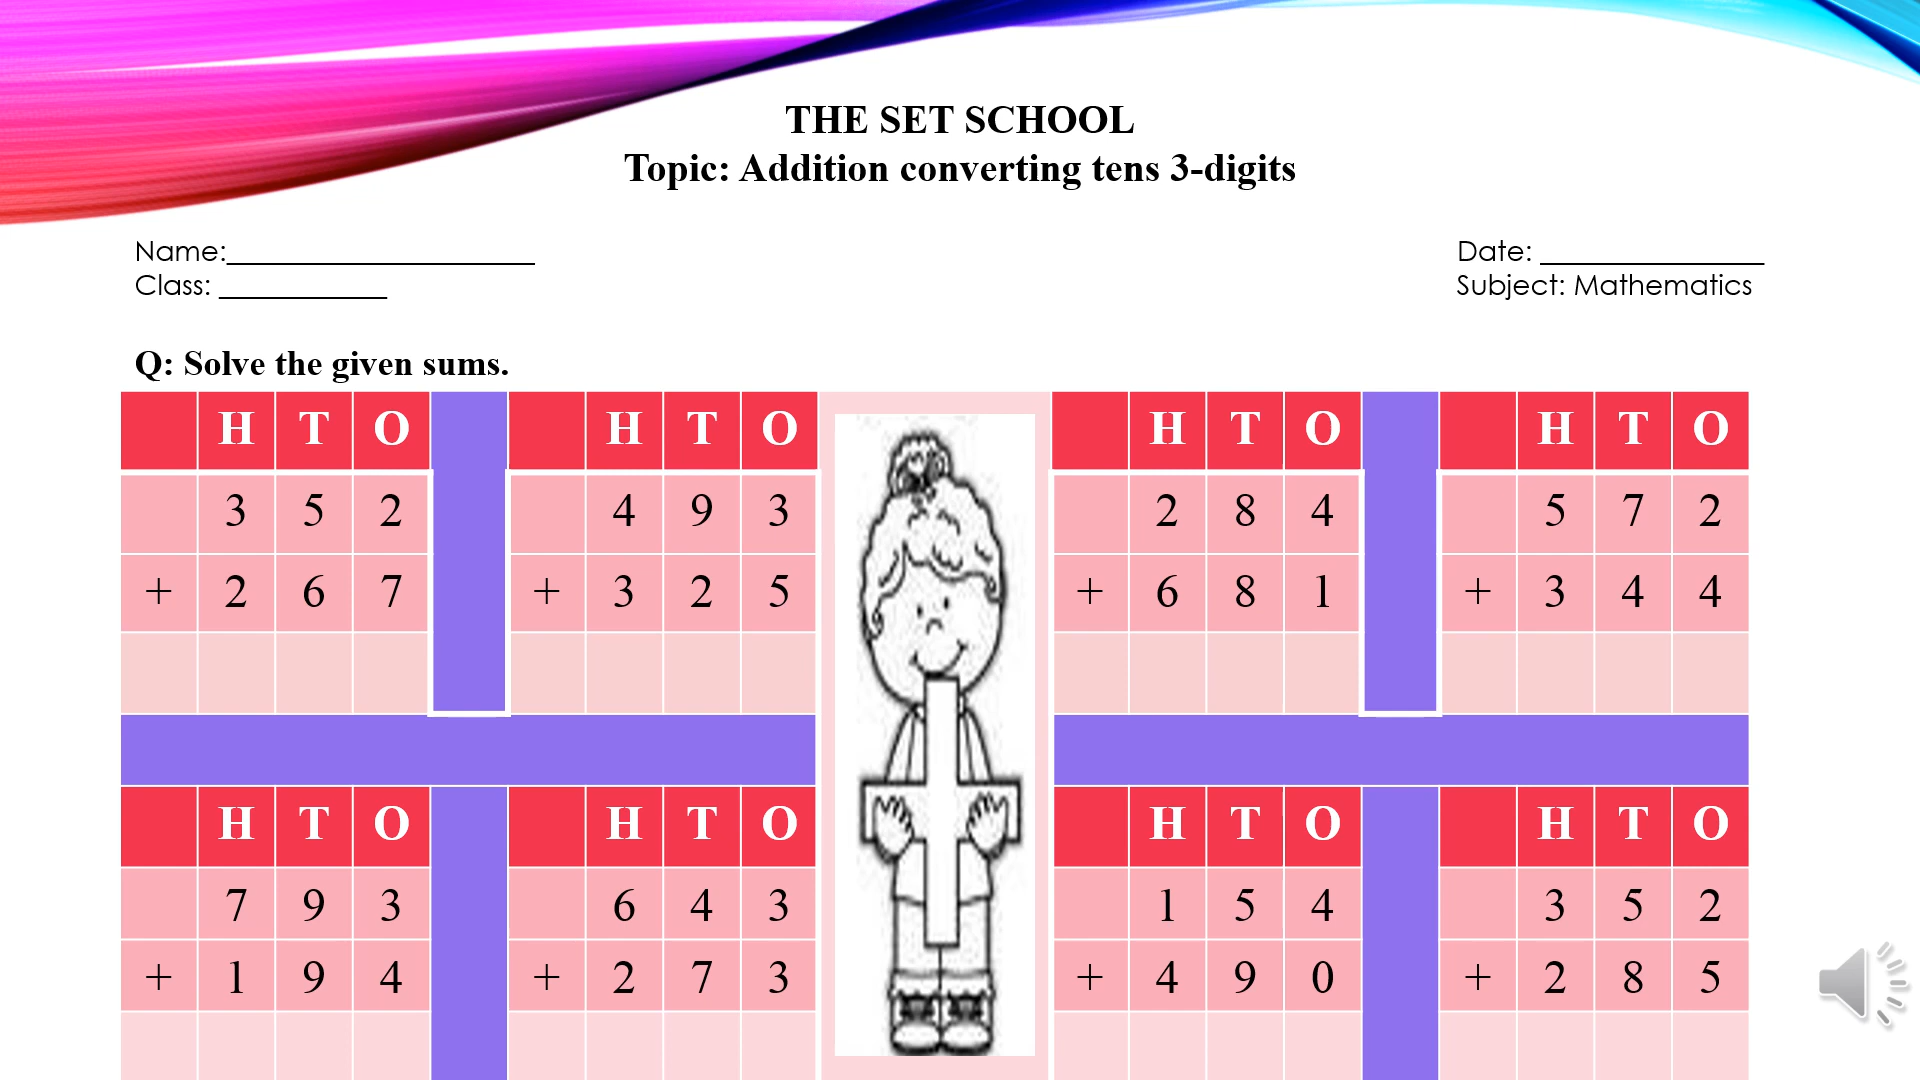 THE SET SCHOOL
Topic: Addition converting tens 3-digits
Name:______________________ Date: ________________
Class: ____________ Subject: Mathematics
Q: Solve the given sums.
H T O H T O H T O H T O
3 5 2 4 9 3 2 8 4 5 7 2
+ 2 6 7 + 3 2 5 + 6 8 1 + 3 4 4
H T O H T O H T O H T O
7 9 3 6 4 3 1 5 4 3 5 2
+ 1 9 4 + 2 7 3 + 4 9 0 + 2 8 5